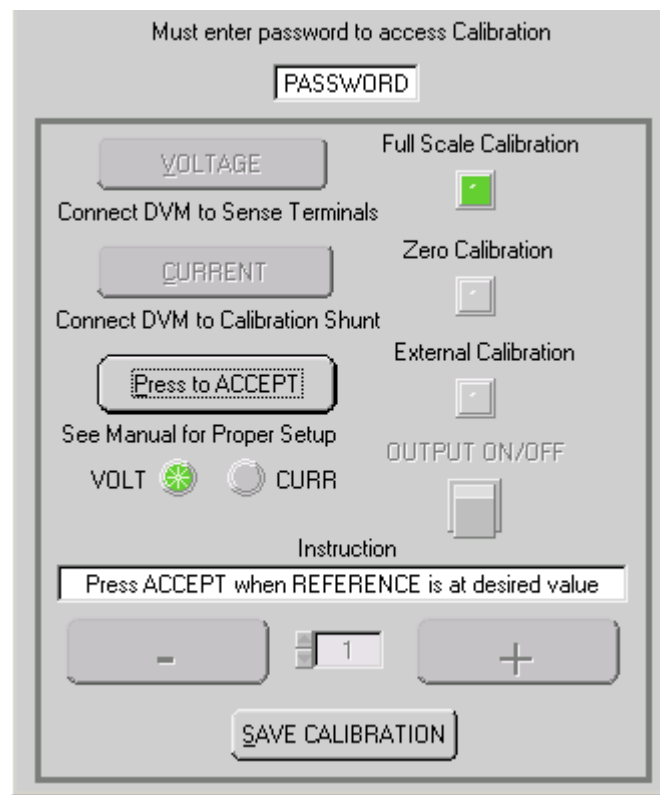 Must enter password to access Calibration
PASSWORD
VOLTAGE
Full Scale Calibration
Connect DVM to Sense Terminals
CURRENT
Zero Calibration
Connect DVM to Calibration Shunt
Press to ACCEPT
External Calibration
See Manual for Proper Setup
OUTPUT ON/OFF
VOLT CURR
Instruction
Press ACCEPT when REFERENCE is at desired value
- 1 +
SAVE CALIBRATION